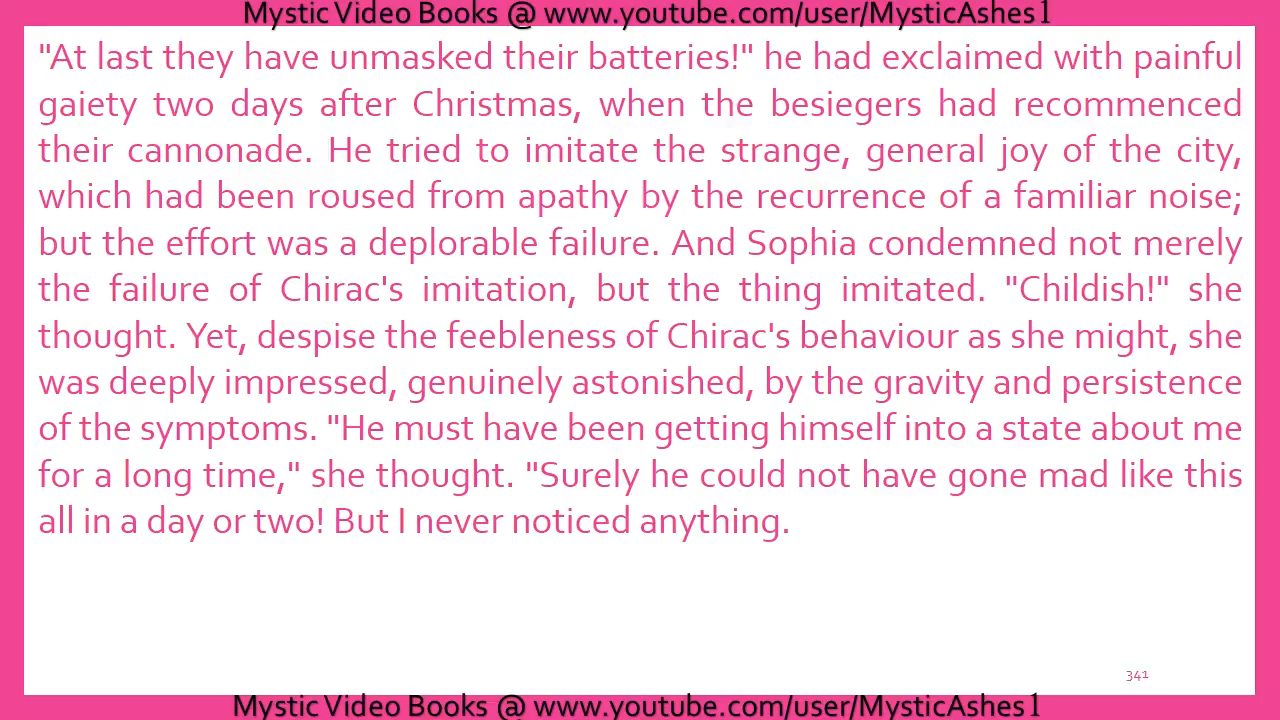 Mystic Video Books @ www.youtube.com/user/MysticAshes1
"At last they have unmasked their batteries!" he had exclaimed with painful
gaiety two days after Christmas, when the besiegers had recommenced
their cannonade. He tried to imitate the strange, general joy of the city,
which had been roused from apathy by the recurrence of a familiar noise;
but the effort was a deplorable failure. And Sophia condemned not merely
the failure of Chirac's imitation, but the thing imitated. "Childish!" she
thought. Yet, despise the feebleness of Chirac's behaviour as she might, she
was deeply impressed, genuinely astonished, by the gravity and persistence
of the symptoms. "He must have been getting himself into a state about me
for a long time," she thought. "Surely he could not have gone mad like this
all in a day or two! But I never noticed anything.
341
Mystic Video Books @ www.youtube.com/user/MysticAshes1